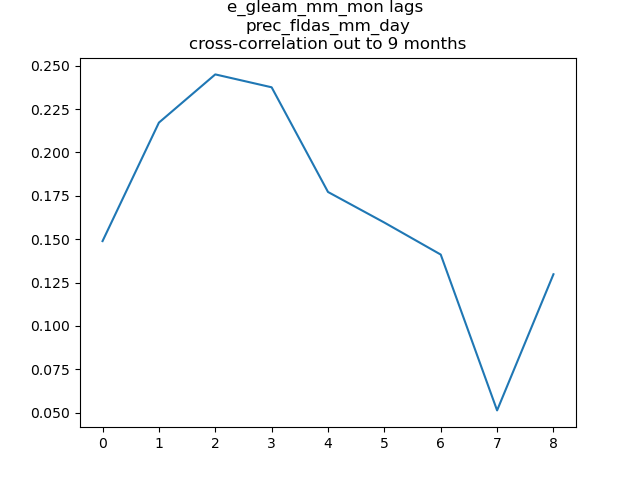 e_gleam_mm_mon lags
prec_fldas_mm_day
cross-correlation out to 9 months
0.250
0.225
0.200
0.175
0.150
0.125
0.100
0.075
0.050
0 1 2 3 4 5 6 7 8